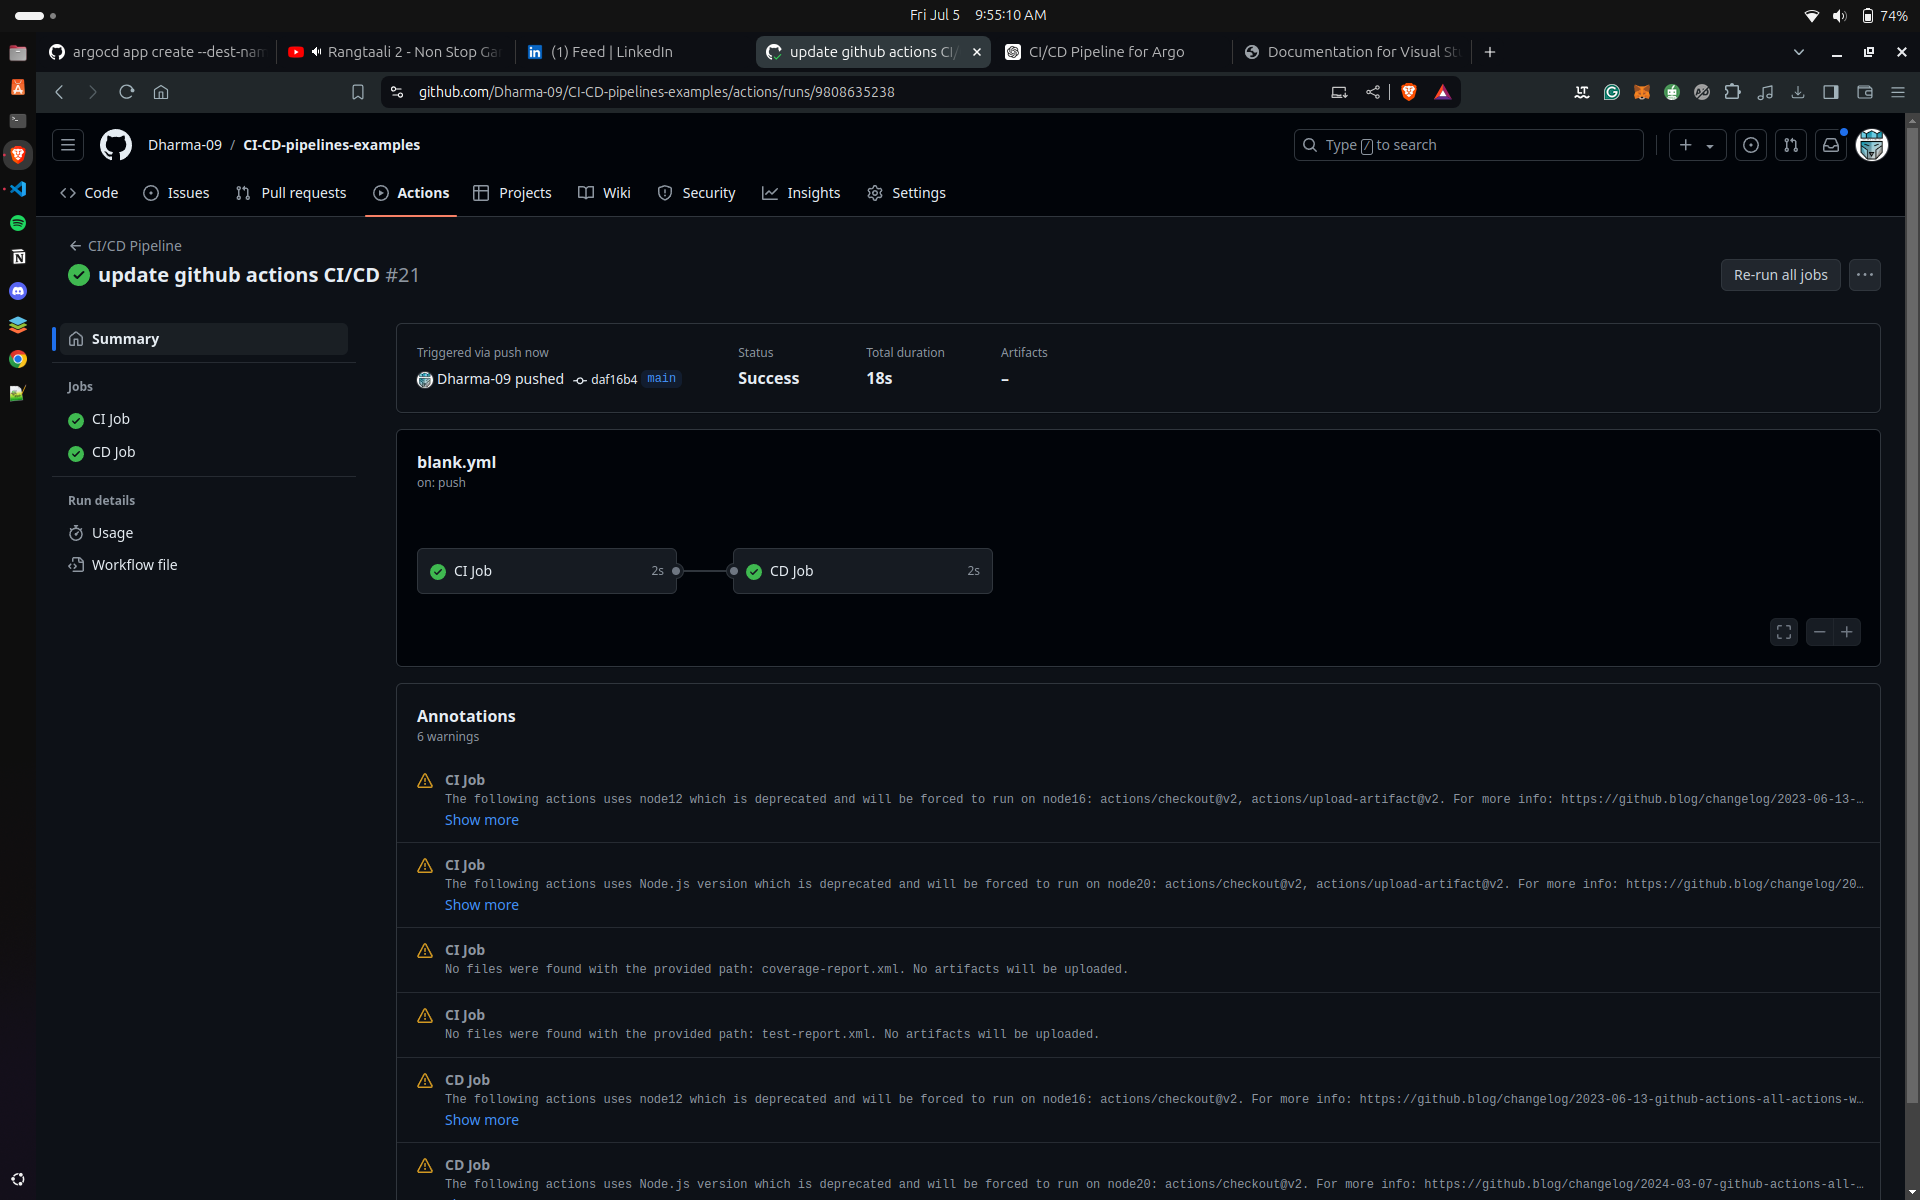 Fri Jul 5 9:55:10 AM
74%
argocd app create --dest-nam
Rangtaali 2 - Non Stop Ga
(1) Feed | LinkedIn
update github actions CI/
CI/CD Pipeline for Argo
Documentation for Visual Stu
github.com/Dharma-09/CI-CD-pipelines-examples/actions/runs/9808635238
Dharma-09 / CI-CD-pipelines-examples
Type / to search
Code
Issues
Pull requests
Actions
Projects
Wiki
Security
Insights
Settings
CI/CD Pipeline
update github actions CI/CD #21
Re-run all jobs
Summary
Jobs
CI Job
CD Job
Run details
Usage
Workflow file
Triggered via push now
Dharma-09 pushed daf16b4 main
Status
Success
Total duration
18s
Artifacts
–
blank.yml
on: push
CI Job 2s
CD Job 2s
Annotations
6 warnings
CI Job
The following actions uses node12 which is deprecated and will be forced to run on node16: actions/checkout@v2, actions/upload-artifact@v2. For more info: https://github.blog/changelog/2023-06-13-…
Show more
CI Job
The following actions uses Node.js version which is deprecated and will be forced to run on node20: actions/checkout@v2, actions/upload-artifact@v2. For more info: https://github.blog/changelog/20…
Show more
CI Job
No files were found with the provided path: coverage-report.xml. No artifacts will be uploaded.
CI Job
No files were found with the provided path: test-report.xml. No artifacts will be uploaded.
CD Job
The following actions uses node12 which is deprecated and will be forced to run on node16: actions/checkout@v2. For more info: https://github.blog/changelog/2023-06-13-github-actions-all-actions-w…
Show more
CD Job
The following actions uses Node.js version which is deprecated and will be forced to run on node20: actions/checkout@v2. For more info: https://github.blog/changelog/2024-03-07-github-actions-all-…